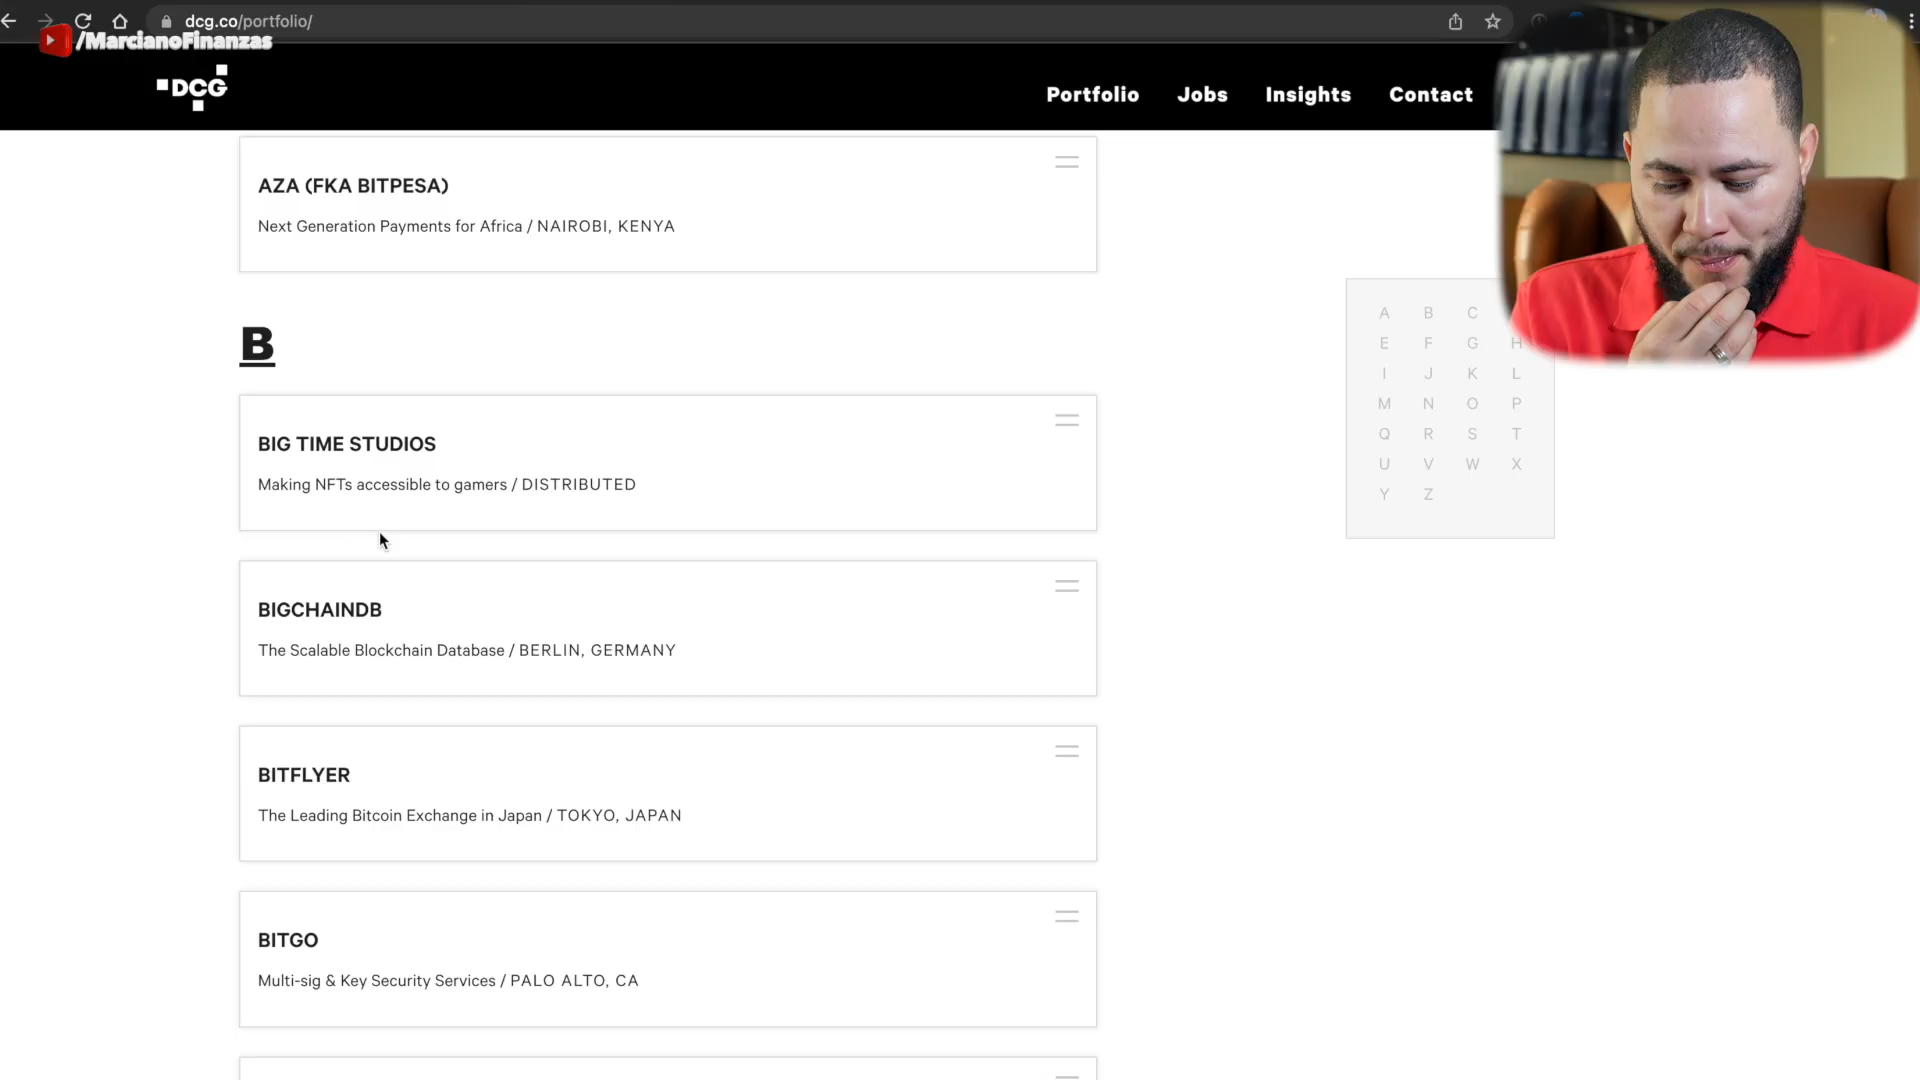 dcg.co/portfolio/
/MarcianoFinanzas
DCG
Portfolio
Jobs
Insights
Contact
AZA (FKA BITPESA)
Next Generation Payments for Africa / NAIROBI, KENYA
B
BIG TIME STUDIOS
Making NFTs accessible to gamers / DISTRIBUTED
BIGCHAINDB
The Scalable Blockchain Database / BERLIN, GERMANY
BITFLYER
The Leading Bitcoin Exchange in Japan / TOKYO, JAPAN
BITGO
Multi-sig & Key Security Services / PALO ALTO, CA
A B C
E F G H
I J K L
M N O P
Q R S T
U V W X
Y Z